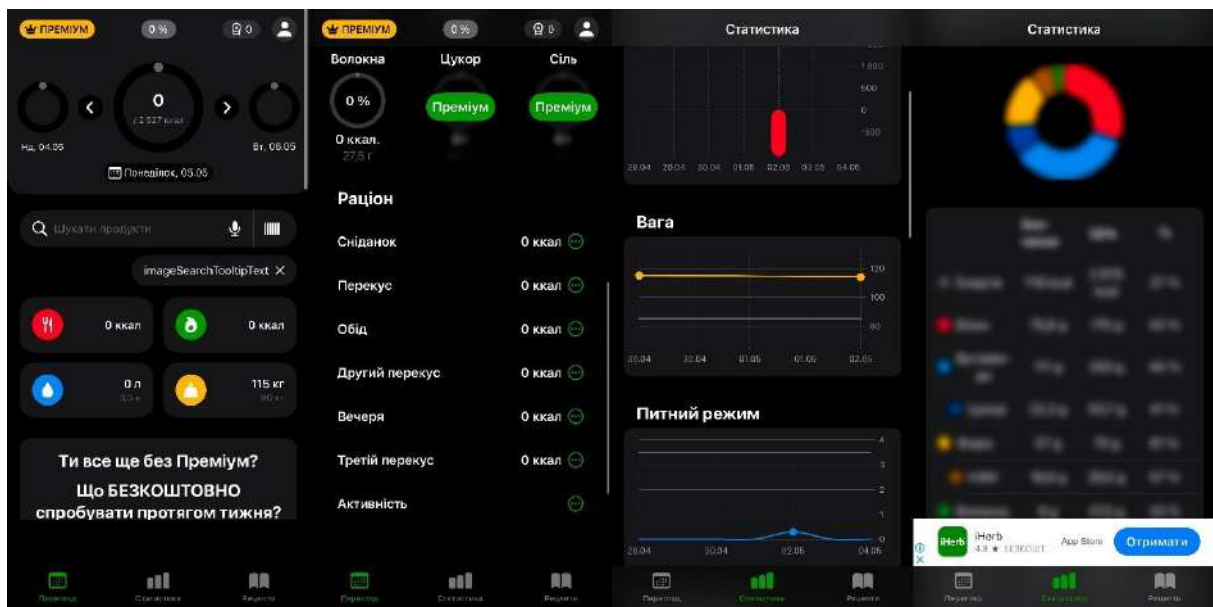 ПРЕМІУМ
0 %
0
0
/ 2 527 ккал
Нд, 04.05
Вт, 06.05
Понеділок, 05.05
Шукати продукти
imageSearchTooltipText ×
0 ккал
0 ккал
0 л
3,5 л
115 кг
90 кг
Ти все ще без Преміум?
Що БЕЗКОШТОВНО
спробувати протягом тижня?
Перегляд
Статистика
Рецепти
ПРЕМІУМ
0 %
0
Волокна
Цукор
Сіль
0 %
Преміум
Преміум
0 ккал.
27,5 г
Раціон
Сніданок
0 ккал
Перекус
0 ккал
Обід
0 ккал
Другий перекус
0 ккал
Вечеря
0 ккал
Третій перекус
0 ккал
Активність
Перегляд
Статистика
Рецепти
Статистика
1 000
500
0
-500
28.04 29.04 30.04 01.05 02.05 03.05 04.05
Вага
120
100
80
28.04 30.04 01.05 01.05 02.05
Питний режим
4
3
2
1
0
28.04 30.04 02.05 04.05
Перегляд
Статистика
Рецепти
Статистика
iHerb
iHerb
4.8 ★ БЕЗКОШТ.
App Store
Отримати
Перегляд
Статистика
Рецепти